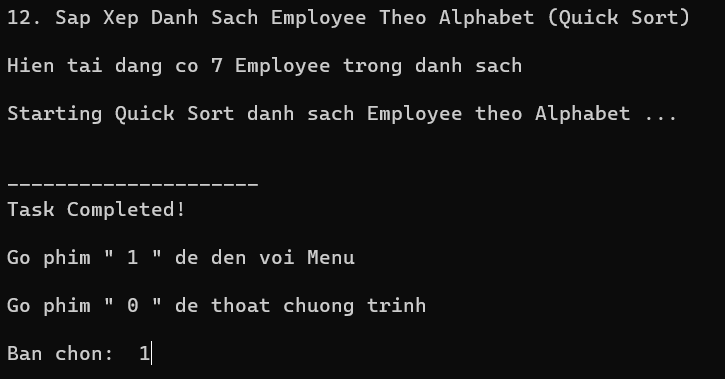 12. Sap Xep Danh Sach Employee Theo Alphabet (Quick Sort)
Hien tai dang co 7 Employee trong danh sach
Starting Quick Sort danh sach Employee theo Alphabet ...
_____________________
Task Completed!
Go phim " 1 " de den voi Menu
Go phim " 0 " de thoat chuong trinh
Ban chon:  1